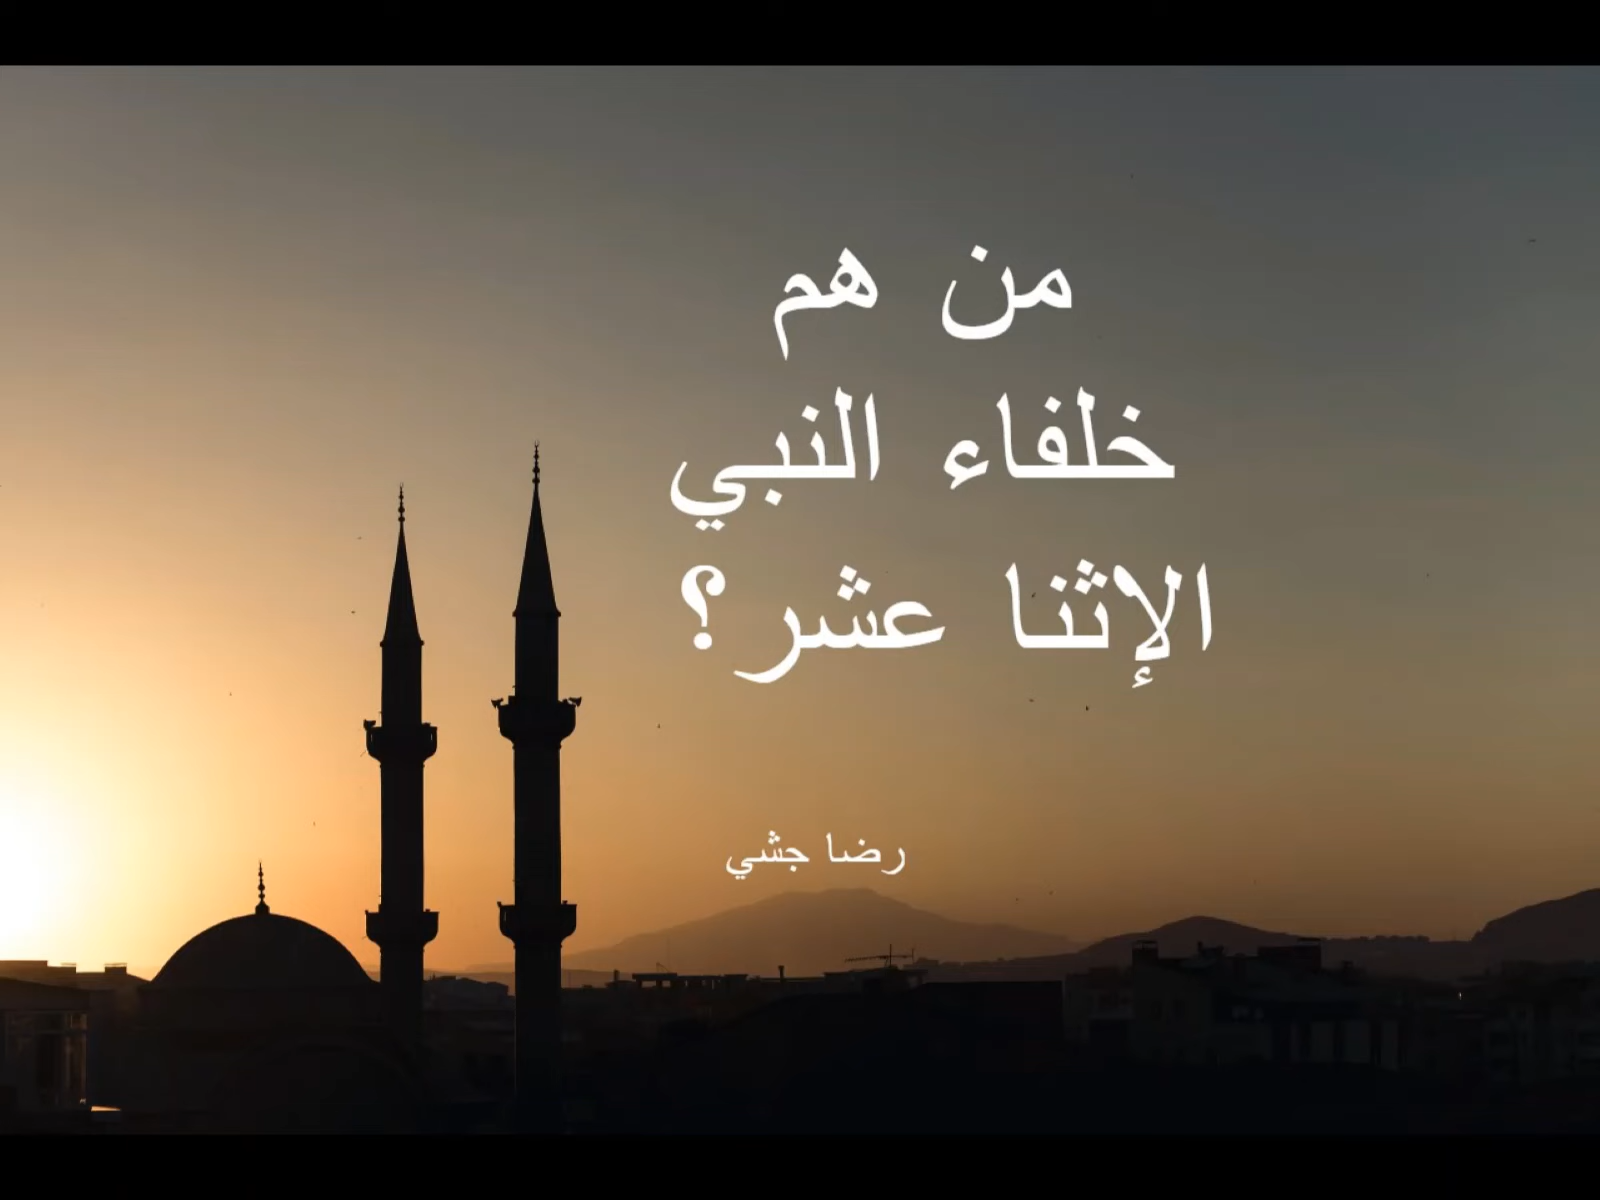 من هم
خلفاء النبي
الإثنا عشر؟
رضا جشي